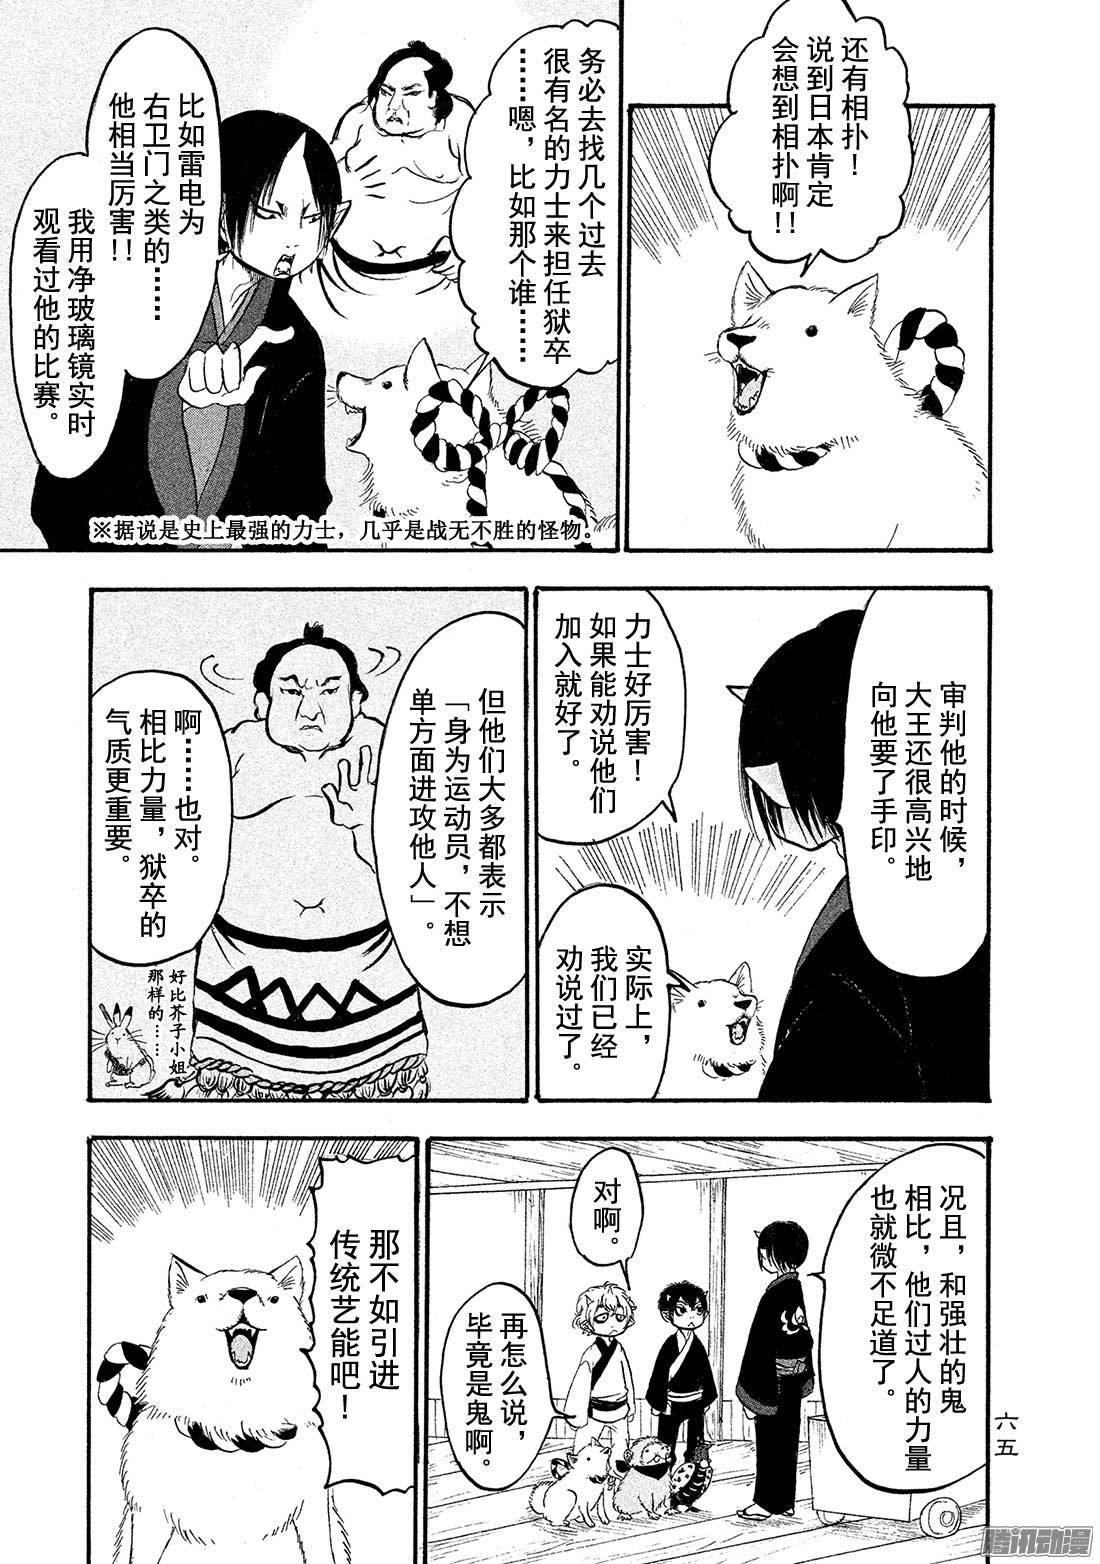 还有相扑！
说到日本肯定
会想到相扑啊!!
务必去找几个过去
很有名的力士来担任狱卒
……嗯，比如那个谁……
比如雷电为
右卫门之类的……
他相当厉害!!
我用净玻璃镜实时
观看过他的比赛。
※据说是史上最强的力士，几乎是战无不胜的怪物。
审判他的时候，
大王还很高兴地
向他要了手印。
力士好厉害！
如果能劝说他们
加入就好了。
实际上，
我们已经
劝说过了。
但他们大多都表示
「身为运动员，不想
单方面进攻他人」。
啊……也对。
相比力量，狱卒的
气质更重要。
好比芥子小姐
那样的……
况且，和强壮的鬼
相比，他们过人的力量
也就微不足道了。
对啊。
再怎么说，
毕竟是鬼啊。
那不如引进
传统艺能吧！
六五
腾讯动漫